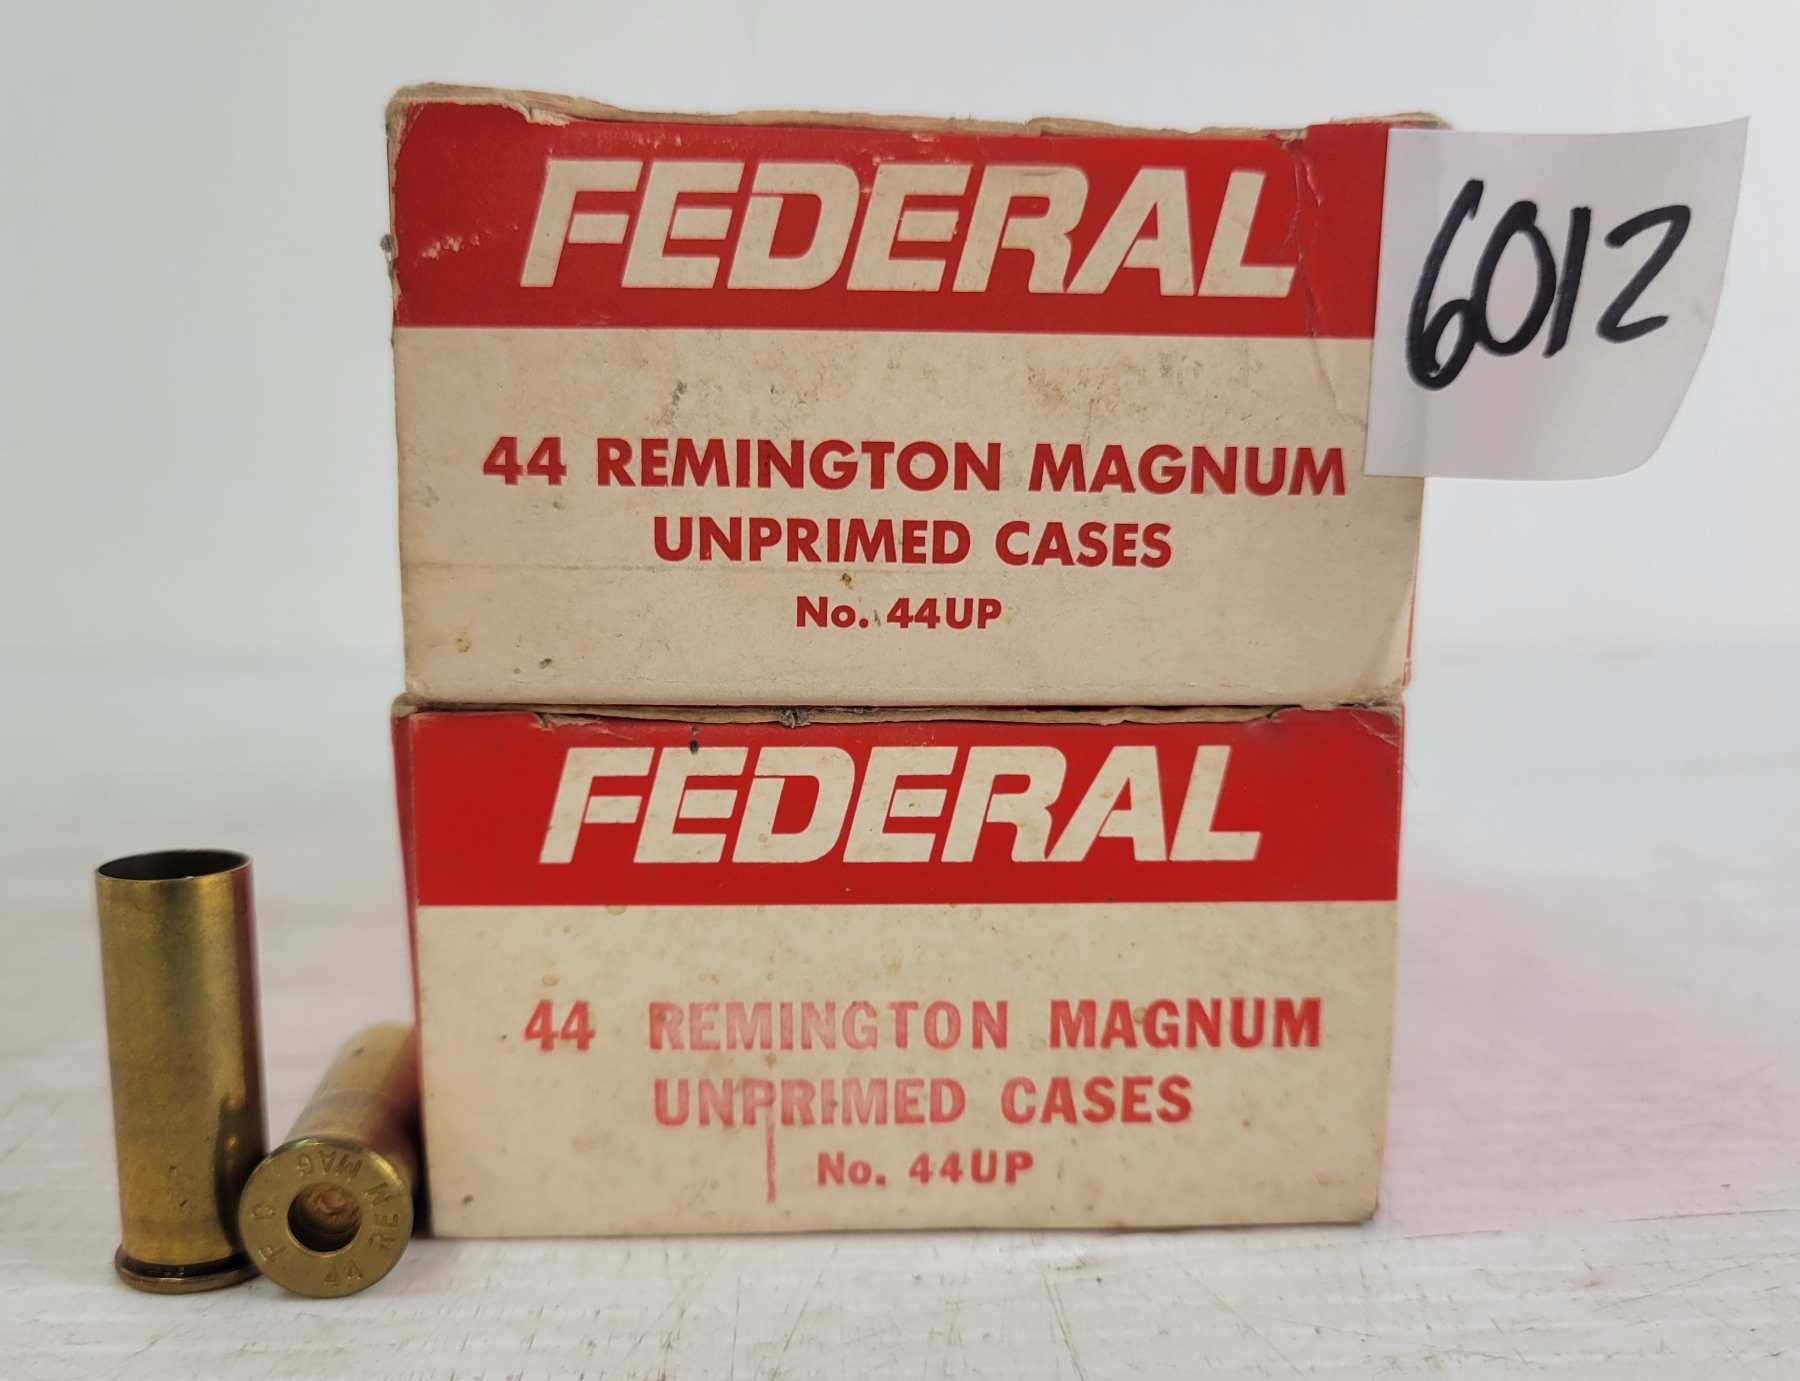 FEDERAL
6012
44 REMINGTON MAGNUM
UNPRIMED CASES
No. 44UP
FEDERAL
44 REMINGTON MAGNUM
UNPRIMED CASES
No. 44UP
44 REM MAG